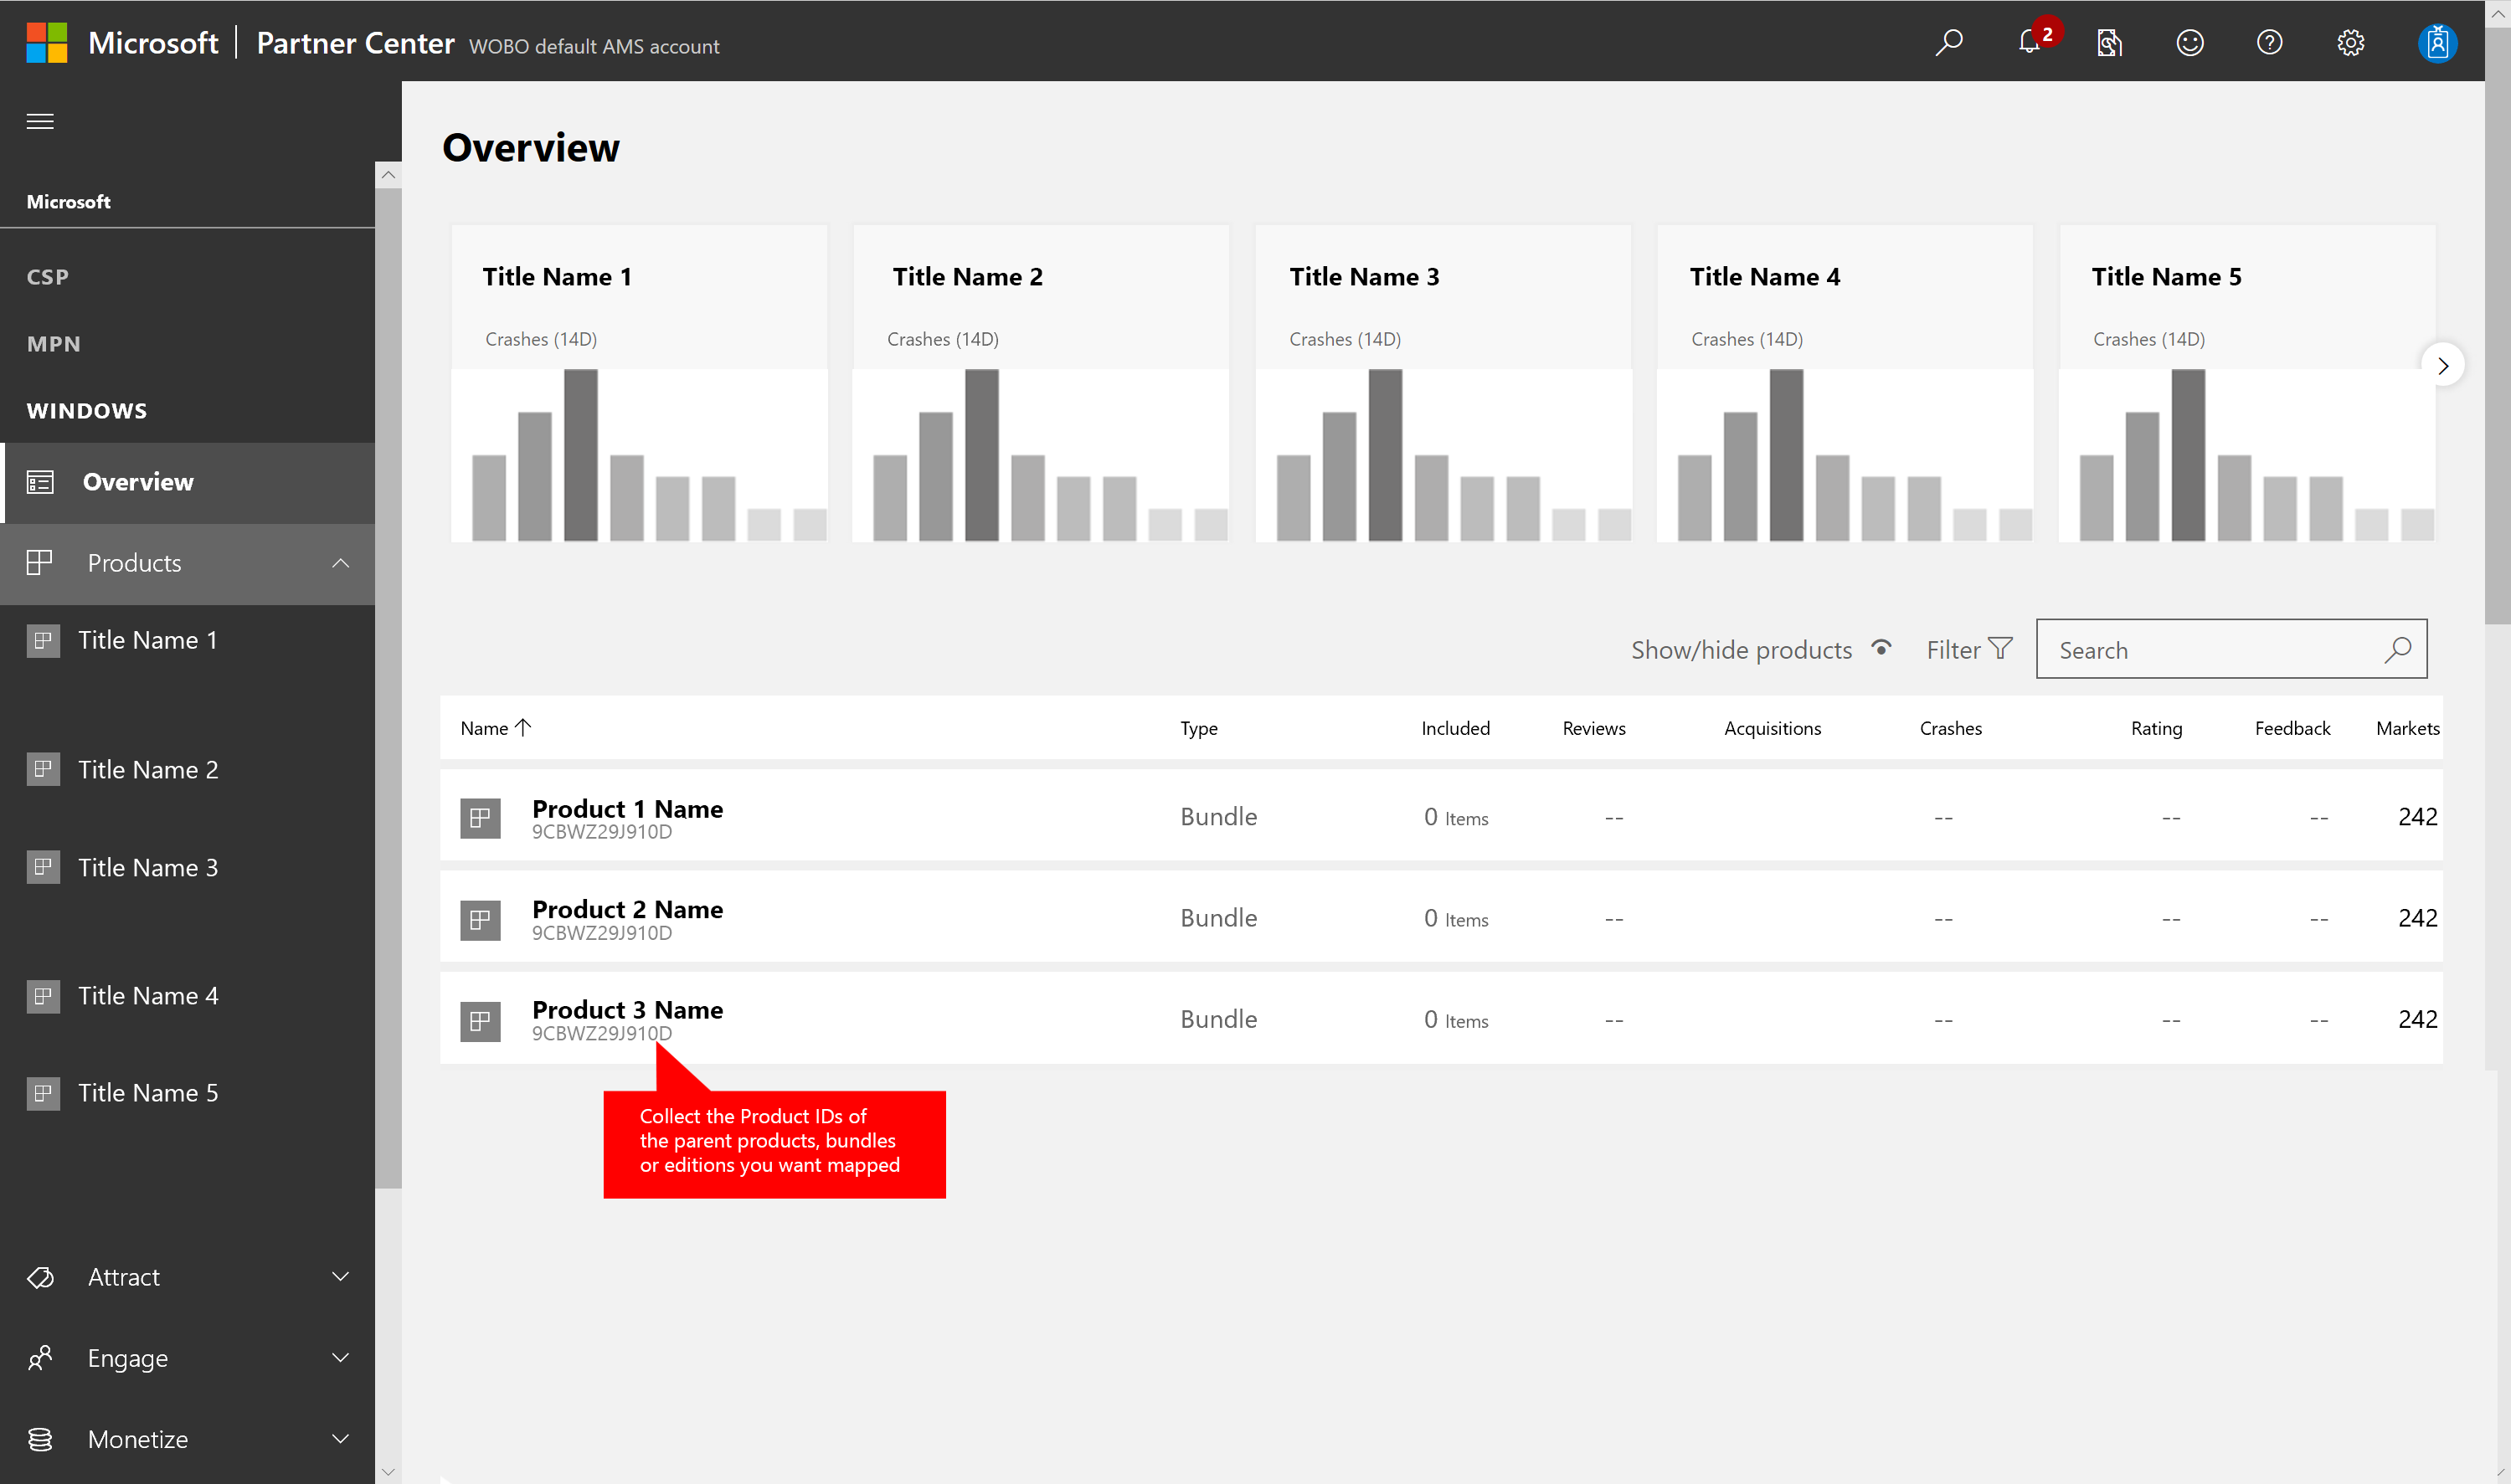 Microsoft | Partner Center WOBO default AMS account
2
Microsoft
CSP
MPN
WINDOWS
Overview
Products
Title Name 1
Title Name 2
Title Name 3
Title Name 4
Title Name 5
Attract
Engage
Monetize
Overview
Title Name 1
Crashes (14D)
Title Name 2
Crashes (14D)
Title Name 3
Crashes (14D)
Title Name 4
Crashes (14D)
Title Name 5
Crashes (14D)
Show/hide products Filter Search
Name Type Included Reviews Acquisitions Crashes Rating Feedback Markets
Product 1 Name Bundle 0 Items -- -- -- -- 242
9CBWZ29J910D
Product 2 Name Bundle 0 Items -- -- -- -- 242
9CBWZ29J910D
Product 3 Name Bundle 0 Items -- -- -- -- 242
9CBWZ29J910D
Collect the Product IDs of
the parent products, bundles
or editions you want mapped